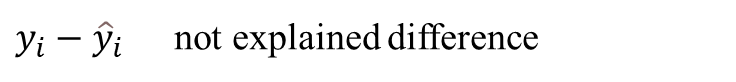 yᵢ − ŷᵢ not explained difference